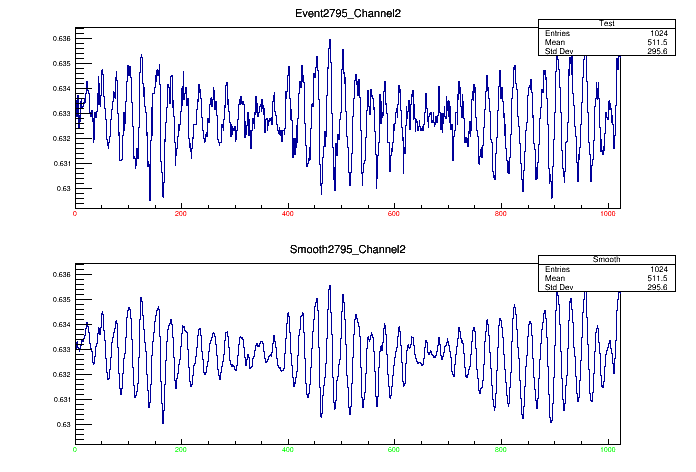 Event2795_Channel2
Test
Entries 1024
Mean 511.5
Std Dev 295.6
0.636
0.635
0.634
0.633
0.632
0.631
0.63
0 200 400 600 800 1000
Smooth2795_Channel2
Smooth
Entries 1024
Mean 511.5
Std Dev 295.6
0.636
0.635
0.634
0.633
0.632
0.631
0.63
0 200 400 600 800 1000